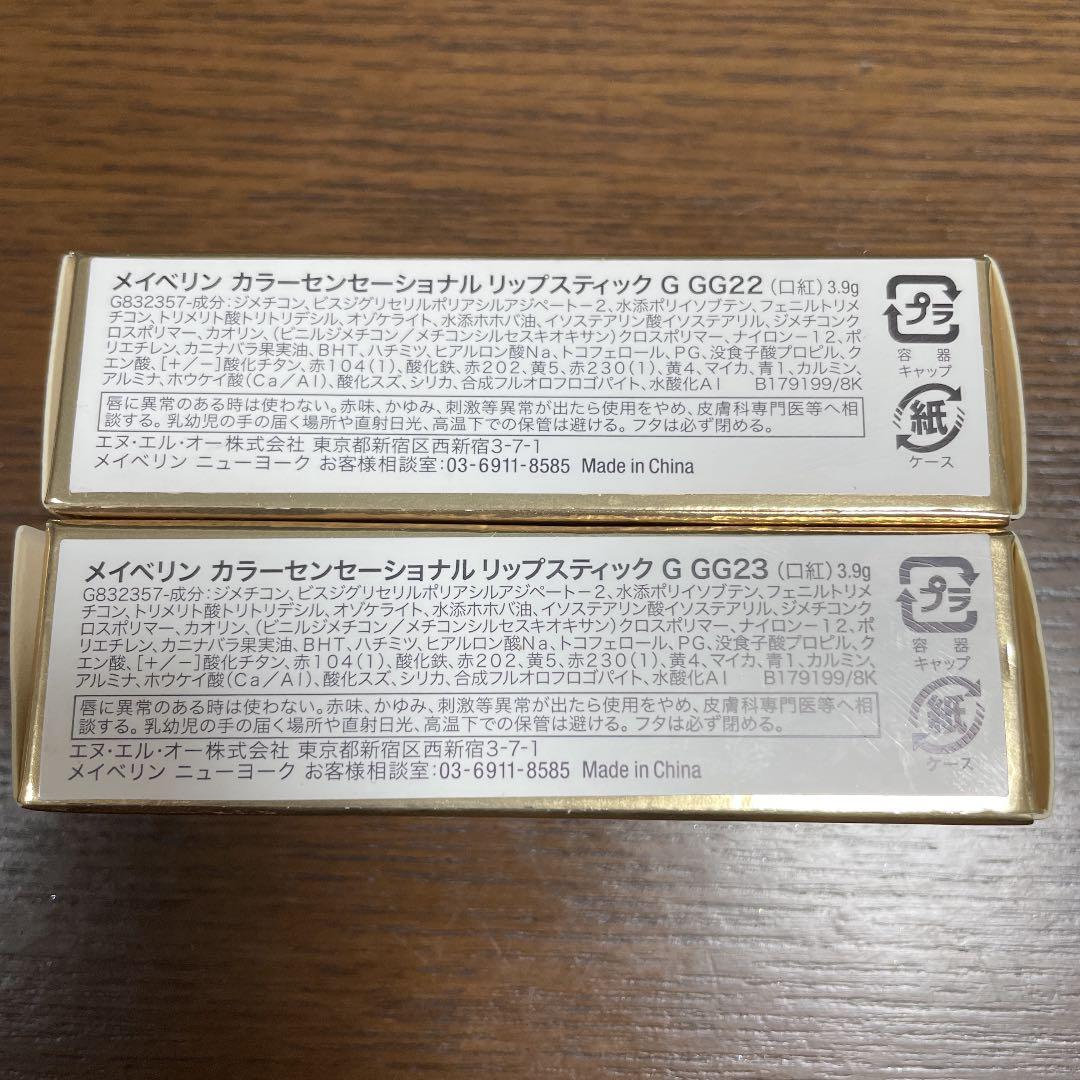 メイベリン カラーセンセーショナル リップスティック G GG22 (口紅) 3.9g
G832357-成分:ジメチコン、ビスジグリセリルポリアシルアジペート-2、水添ポリイソブテン、フェニルトリメ
チコン、トリメリト酸トリトリデシル、オゾケライト、水添ホホバ油、イソステアリン酸イソステアリル、ジメチコンク
ロスポリマー、カオリン、(ビニルジメチコン/メチコンシルセスキオキサン)クロスポリマー、ナイロン-12、ポ
リエチレン、カニナバラ果実油、BHT、ハチミツ、ヒアルロン酸Na、トコフェロール、PG、没食子酸プロピル、ク
エン酸、[+/-]酸化チタン、赤104(1)、酸化鉄、赤202、黄5、赤230(1)、黄4、マイカ、青1、カルミン、
アルミナ、ホウケイ酸(Ca/Al)、酸化スズ、シリカ、合成フルオロフロゴパイト、水酸化Al B179199/8K
唇に異常のある時は使わない。赤味、かゆみ、刺激等異常が出たら使用をやめ、皮膚科専門医等へ相
談する。乳幼児の手の届く場所や直射日光、高温下での保管は避ける。フタは必ず閉める。
エヌ・エル・オー株式会社 東京都新宿区西新宿3-7-1
メイベリン ニューヨーク お客様相談室:03-6911-8585 Made in China
プラ
容 器
キャップ
紙
ケース
メイベリン カラーセンセーショナル リップスティック G GG23 (口紅) 3.9g
G832357-成分:ジメチコン、ビスジグリセリルポリアシルアジペート-2、水添ポリイソブテン、フェニルトリメ
チコン、トリメリト酸トリトリデシル、オゾケライト、水添ホホバ油、イソステアリン酸イソステアリル、ジメチコンク
ロスポリマー、カオリン、(ビニルジメチコン/メチコンシルセスキオキサン)クロスポリマー、ナイロン-12、ポ
リエチレン、カニナバラ果実油、BHT、ハチミツ、ヒアルロン酸Na、トコフェロール、PG、没食子酸プロピル、ク
エン酸、[+/-]酸化チタン、赤104(1)、酸化鉄、赤202、黄5、赤230(1)、黄4、マイカ、青1、カルミン、
アルミナ、ホウケイ酸(Ca/Al)、酸化スズ、シリカ、合成フルオロフロゴパイト、水酸化Al B179199/8K
唇に異常のある時は使わない。赤味、かゆみ、刺激等異常が出たら使用をやめ、皮膚科専門医等へ相
談する。乳幼児の手の届く場所や直射日光、高温下での保管は避ける。フタは必ず閉める。
エヌ・エル・オー株式会社 東京都新宿区西新宿3-7-1
メイベリン ニューヨーク お客様相談室:03-6911-8585 Made in China
プラ
容 器
キャップ
紙
ケース